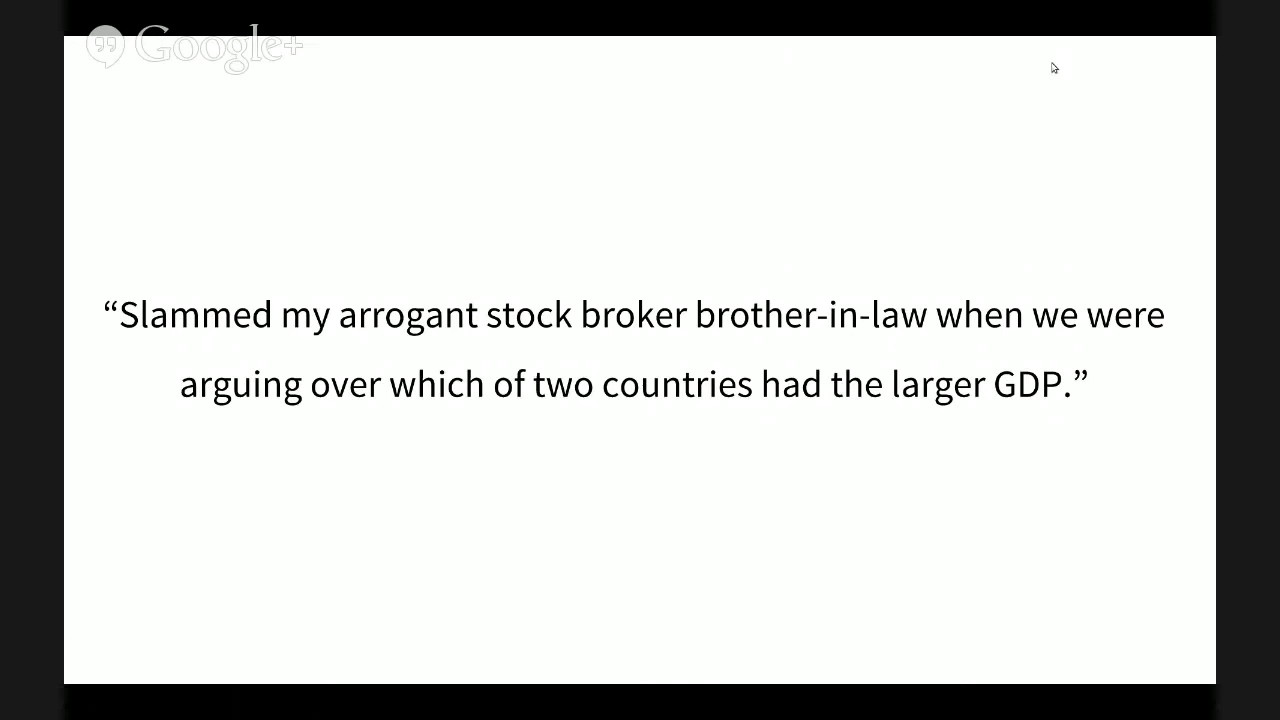 Google+
“Slammed my arrogant stock broker brother-in-law when we were
arguing over which of two countries had the larger GDP.”